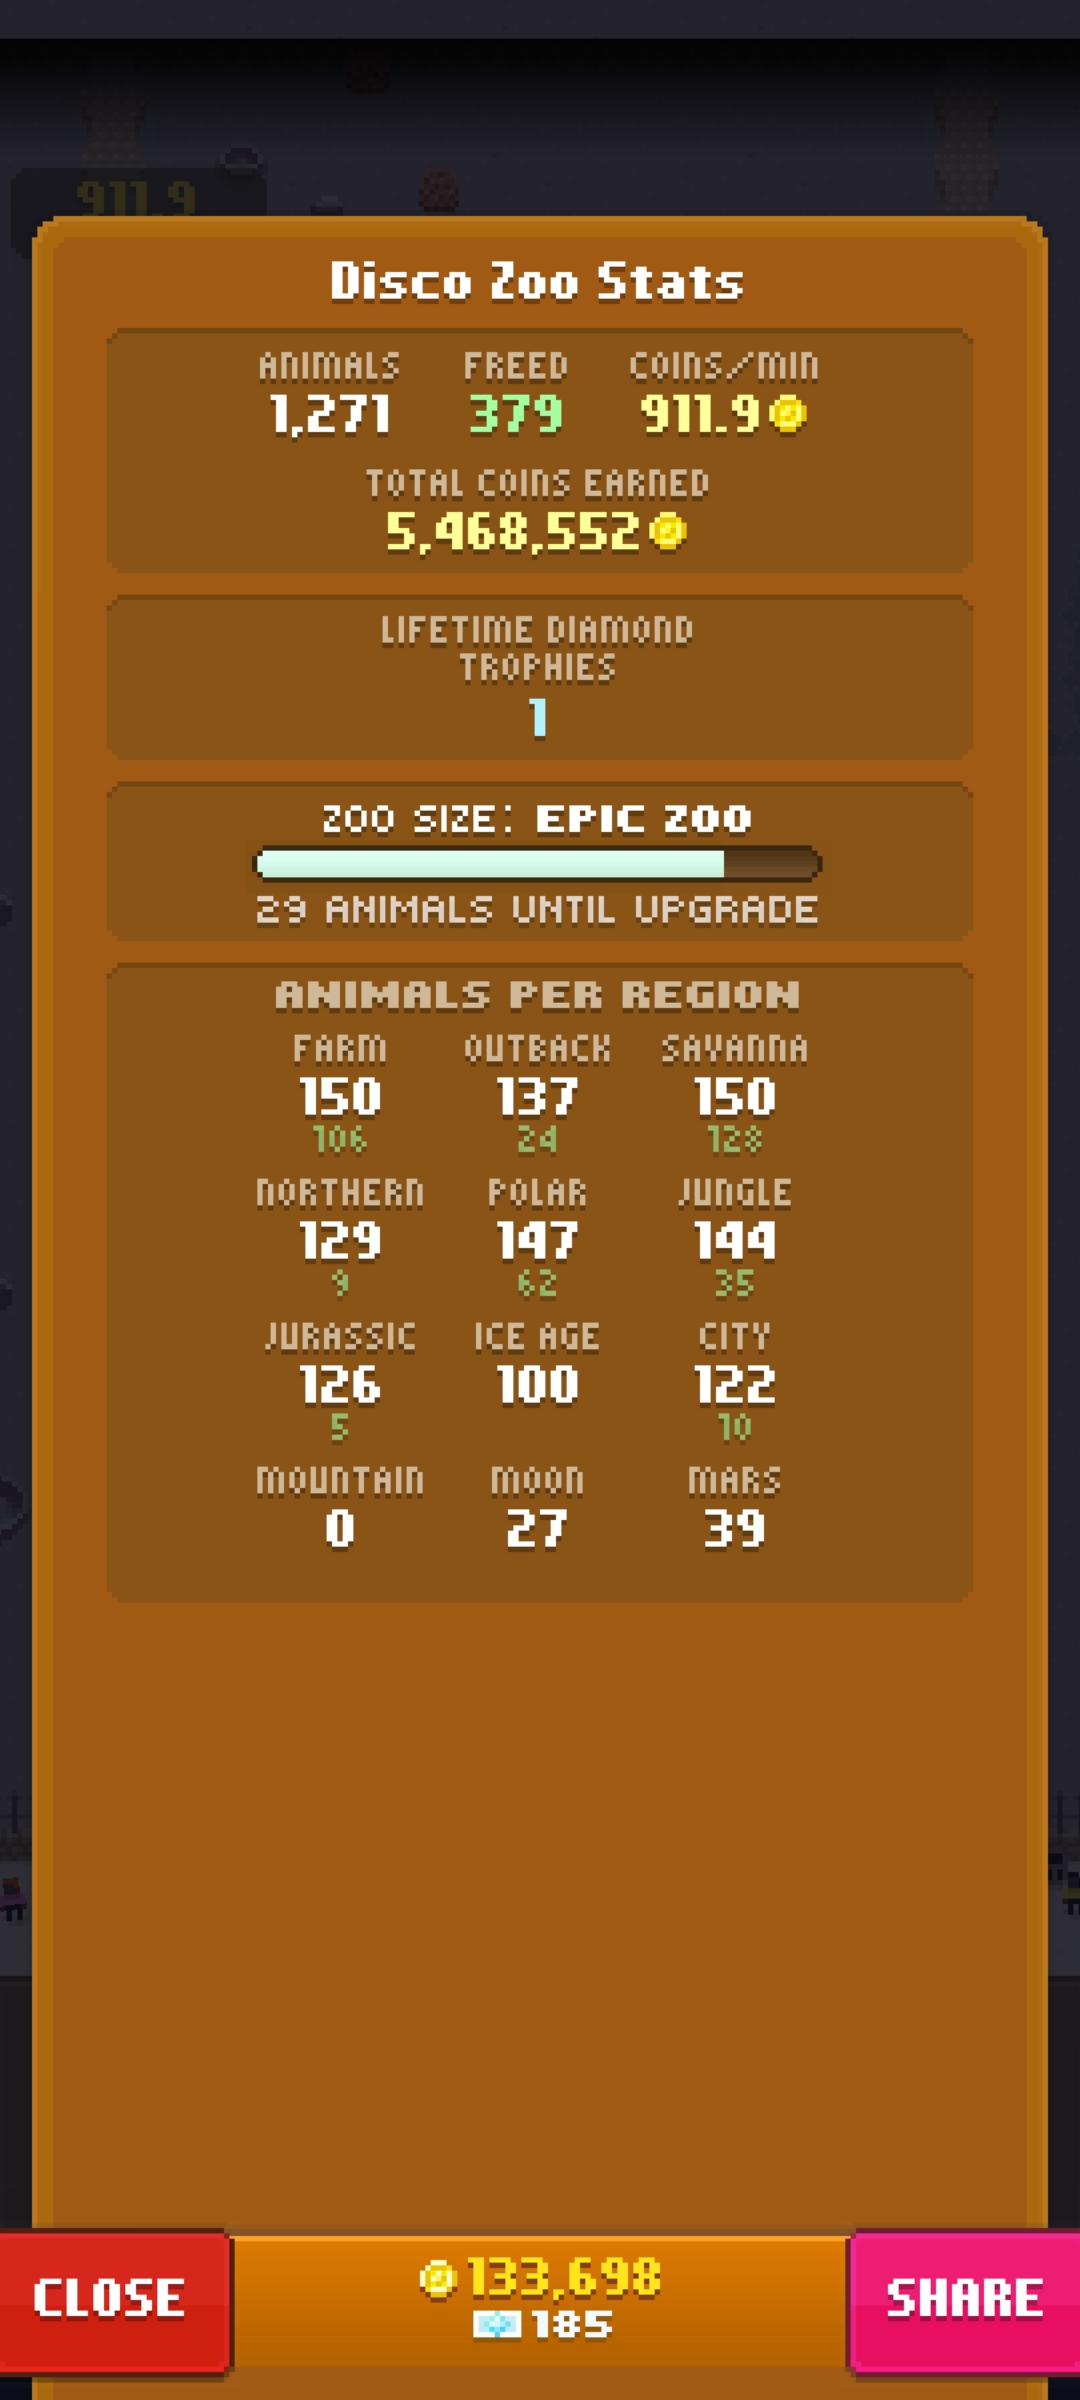 911.9
Disco Zoo Stats
ANIMALS FREED COINS/MIN
1,271 379 911.9
TOTAL COINS EARNED
5,468,552
LIFETIME DIAMOND
TROPHIES
1
ZOO SIZE: EPIC ZOO
29 ANIMALS UNTIL UPGRADE
ANIMALS PER REGION
FARM OUTBACK SAVANNA
150 137 150
106 24 128
NORTHERN POLAR JUNGLE
129 147 144
9 62 35
JURASSIC ICE AGE CITY
126 100 122
5 10
MOUNTAIN MOON MARS
0 27 39
CLOSE 133,698 SHARE
185